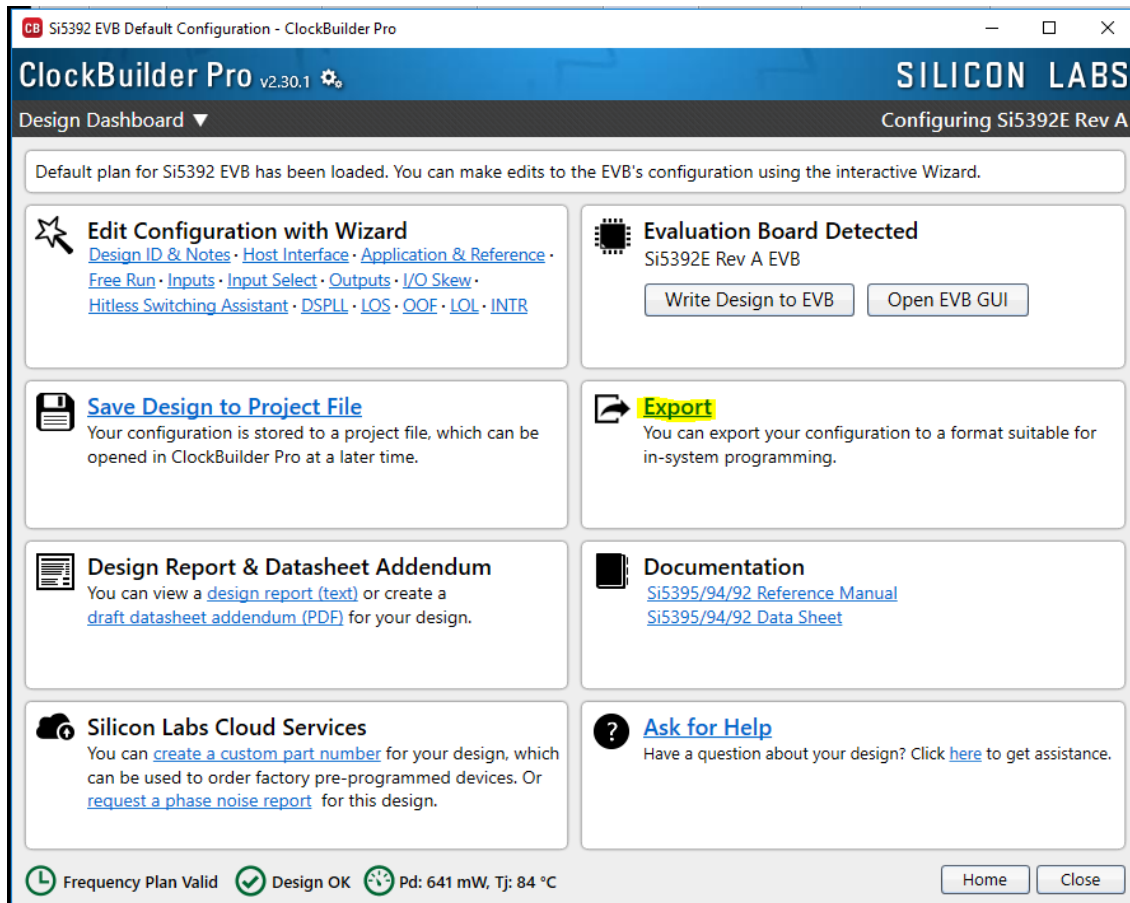 CB Si5392 EVB Default Configuration - ClockBuilder Pro
ClockBuilder Pro v2.30.1
SILICON LABS
Design Dashboard ▼
Configuring Si5392E Rev A
Default plan for Si5392 EVB has been loaded. You can make edits to the EVB's configuration using the interactive Wizard.
Edit Configuration with Wizard
Design ID & Notes · Host Interface · Application & Reference ·
Free Run · Inputs · Input Select · Outputs · I/O Skew ·
Hitless Switching Assistant · DSPLL · LOS · OOF · LOL · INTR
Evaluation Board Detected
Si5392E Rev A EVB
Write Design to EVB
Open EVB GUI
Save Design to Project File
Your configuration is stored to a project file, which can be
opened in ClockBuilder Pro at a later time.
Export
You can export your configuration to a format suitable for
in-system programming.
Design Report & Datasheet Addendum
You can view a design report (text) or create a
draft datasheet addendum (PDF) for your design.
Documentation
Si5395/94/92 Reference Manual
Si5395/94/92 Data Sheet
Silicon Labs Cloud Services
You can create a custom part number for your design, which
can be used to order factory pre-programmed devices. Or
request a phase noise report for this design.
?
Ask for Help
Have a question about your design? Click here to get assistance.
Frequency Plan Valid
Design OK
Pd: 641 mW, Tj: 84 °C
Home
Close